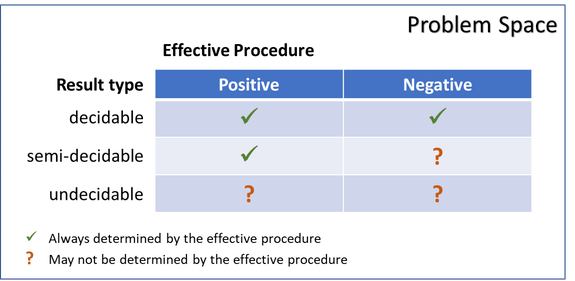 Problem Space
Effective Procedure
Result type Positive Negative
decidable ✓ ✓
semi-decidable ✓ ?
undecidable ? ?
✓ Always determined by the effective procedure
? May not be determined by the effective procedure